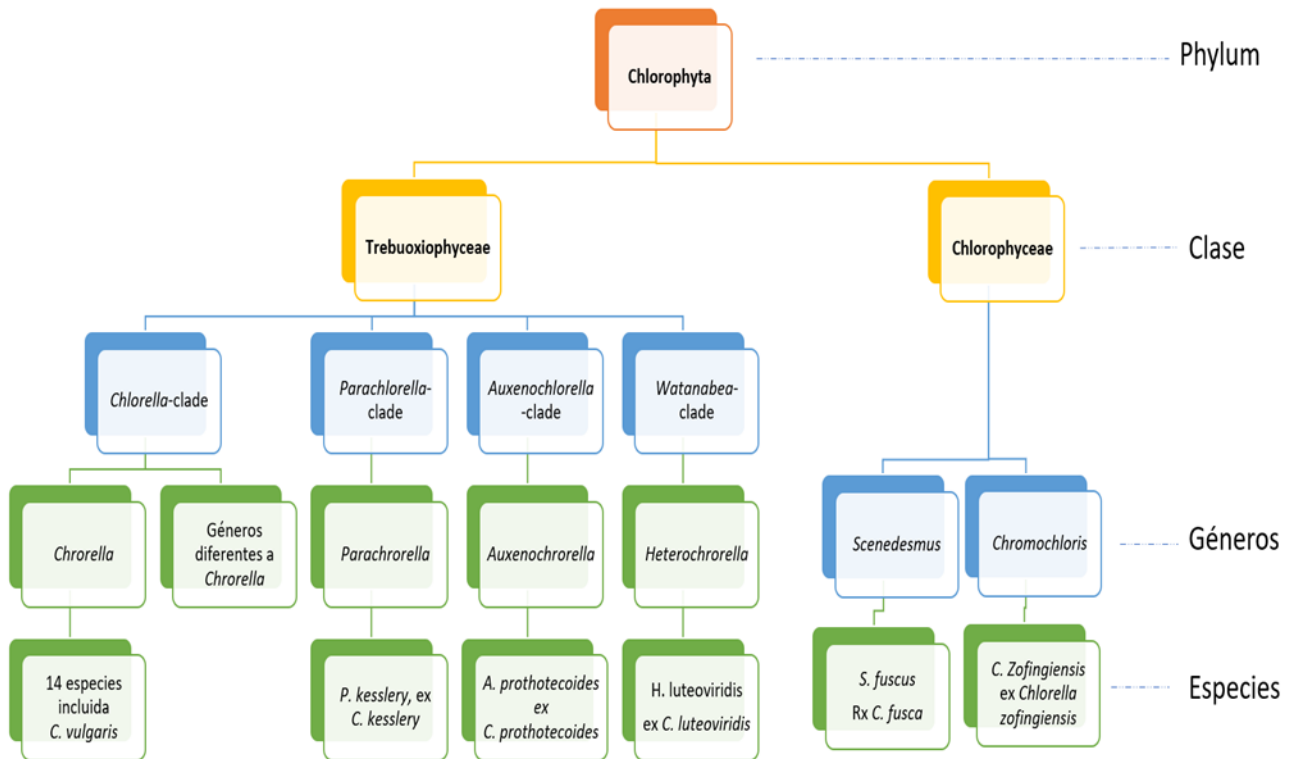 Chlorophyta
Phylum
Trebuoxiophyceae
Chlorophyceae
Clase
Chlorella-clade
Parachlorella-
clade
Auxenochlorella
-clade
Watanabea-
clade
Chrorella
Géneros
diferentes a
Chrorella
Parachrorella
Auxenochrorella
Heterochrorella
Scenedesmus
Chromochloris
Géneros
14 especies
incluida
C. vulgaris
P. kesslery, ex
C. kesslery
A. prothotecoides
ex
C. prothotecoides
H. luteoviridis
ex C. luteoviridis
S. fuscus
Rx C. fusca
C. Zofingiensis
ex Chlorella
zofingiensis
Especies